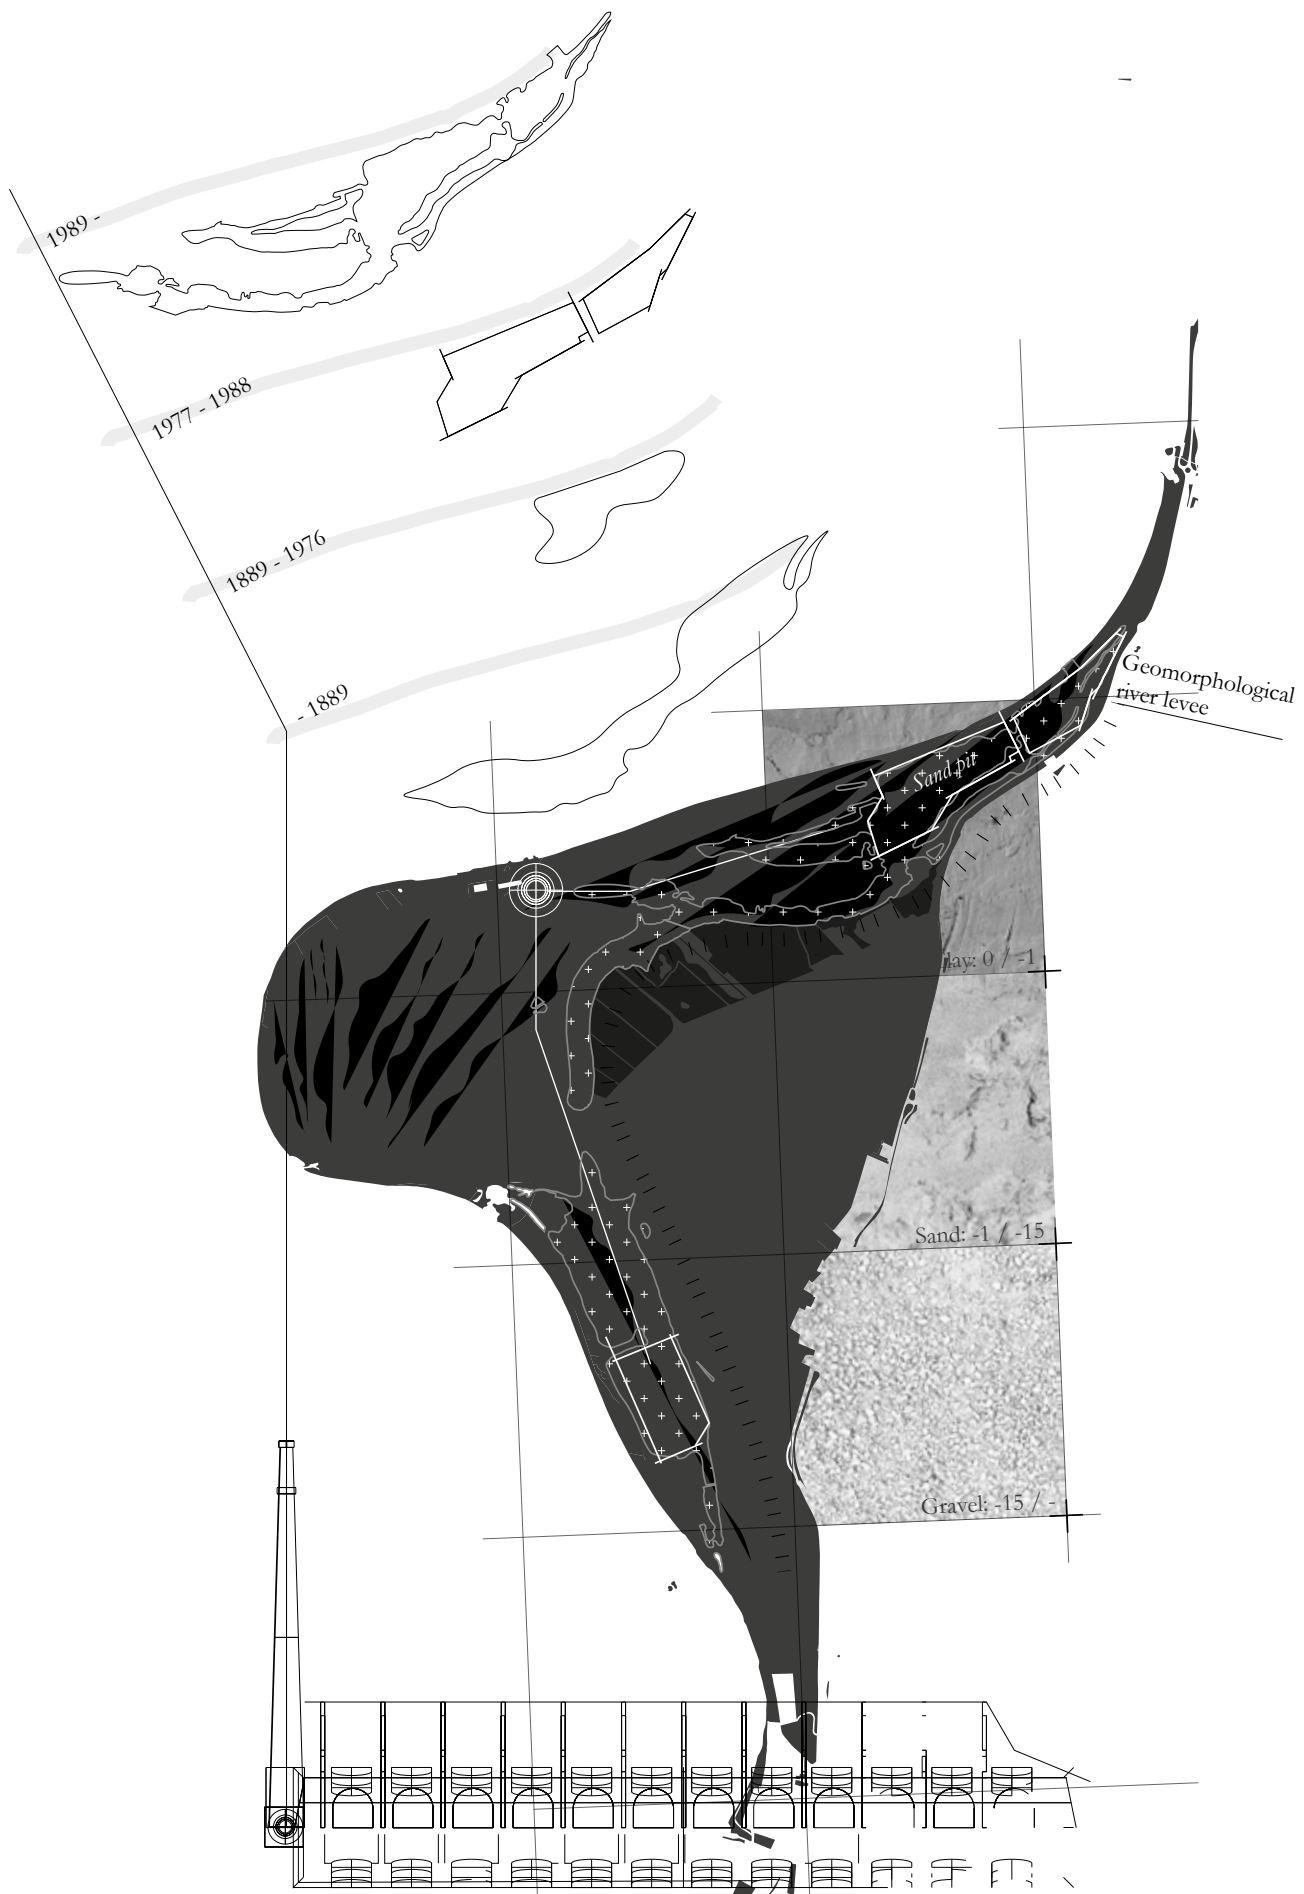 1989 -
1977 - 1988
1889 - 1976
- 1889
Geomorphological
river levee
Sand pit
lay: 0 / -1
Sand: -1 / -15
Gravel: -15 / -